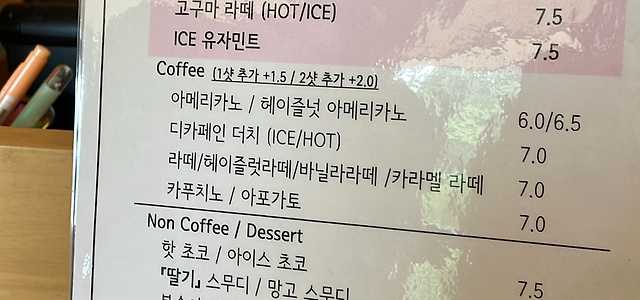 고구마 라떼 (HOT/ICE) 7.5
ICE 유자민트 7.5
Coffee (1샷 추가 +1.5 / 2샷 추가 +2.0)
아메리카노 / 헤이즐넛 아메리카노 6.0/6.5
디카페인 더치 (ICE/HOT) 7.0
라떼/헤이즐럿라떼/바닐라라떼 /카라멜 라떼 7.0
카푸치노 / 아포가토 7.0
Non Coffee / Dessert
핫 초코 / 아이스 초코 7.5
『딸기』 스무디 / 망고 스무디